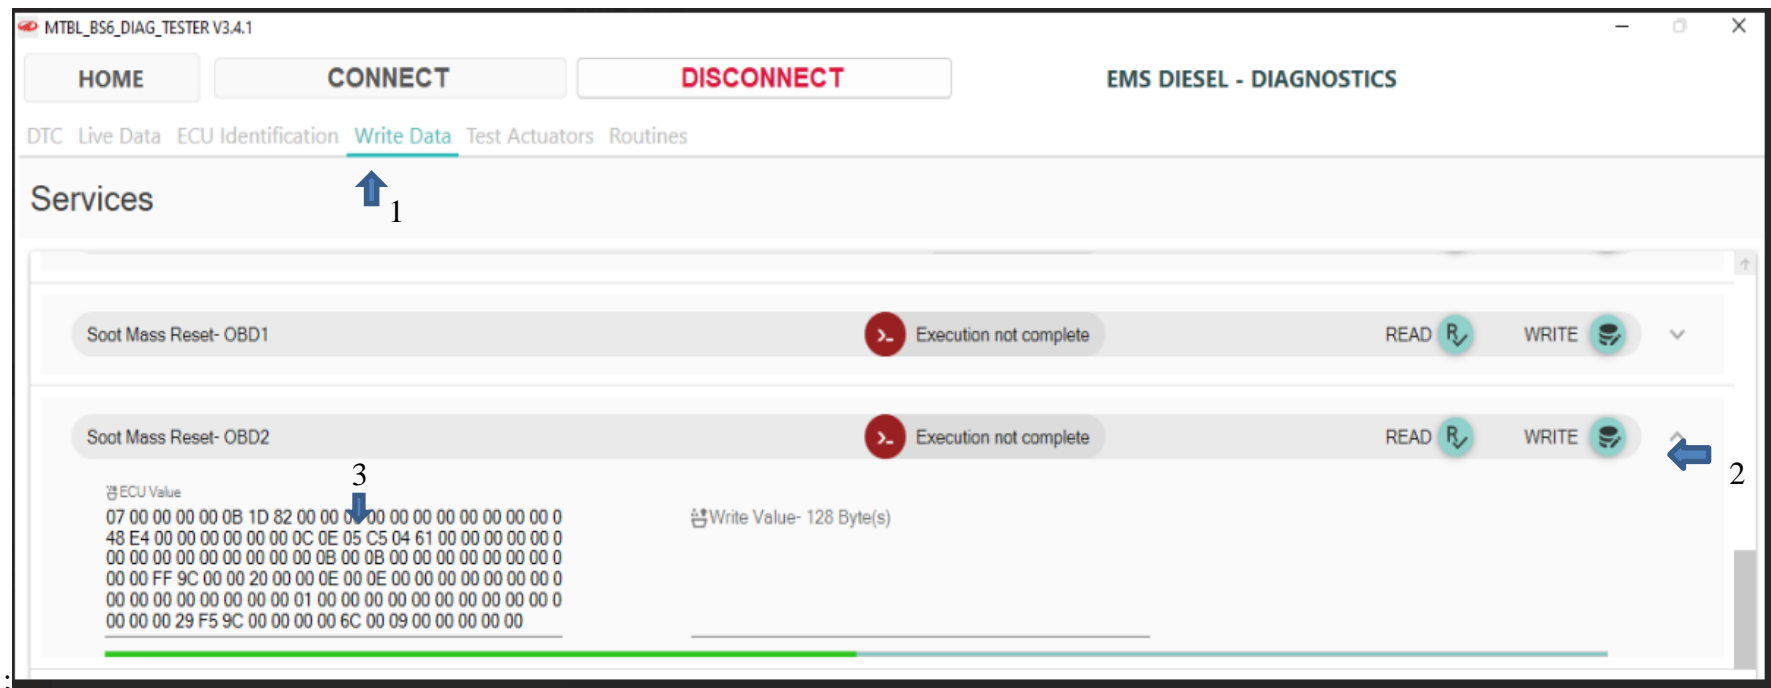 MTBL_BS6_DIAG_TESTER V3.4.1
HOME CONNECT DISCONNECT EMS DIESEL - DIAGNOSTICS
DTC Live Data ECU Identification Write Data Test Actuators Routines
1
Services
Soot Mass Reset- OBD1 Execution not complete READ WRITE
Soot Mass Reset- OBD2 Execution not complete READ WRITE
2
3
ECU Value
07 00 00 00 00 0B 1D 82 00 00 00 00 00 00 00 00 00 00 00 0
48 E4 00 00 00 00 00 00 0C 0E 05 C5 04 61 00 00 00 00 00 0
00 00 00 00 00 00 00 00 00 0B 00 0B 00 00 00 00 00 00 00 0
00 00 FF 9C 00 00 20 00 00 0E 00 0E 00 00 00 00 00 00 00 0
00 00 00 00 00 00 00 00 01 00 00 00 00 00 00 00 00 00 00 0
00 00 00 29 F5 9C 00 00 00 00 6C 00 09 00 00 00 00 00
Write Value- 128 Byte(s)
: